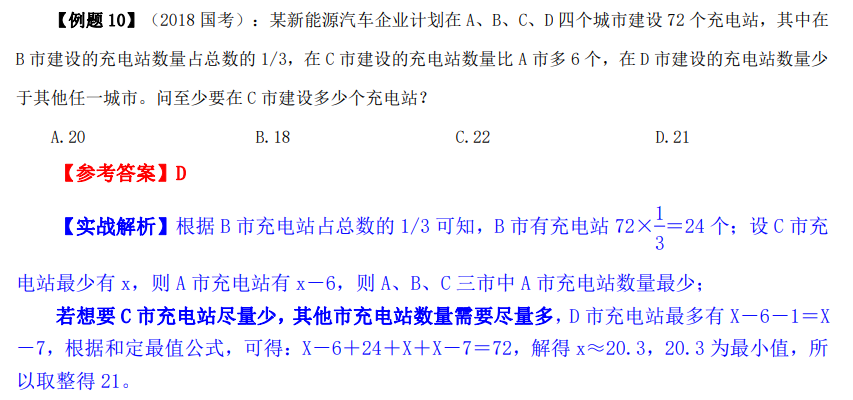 【例题 10】（2018 国考）：某新能源汽车企业计划在 A、B、C、D 四个城市建设 72 个充电站，其中在
B 市建设的充电站数量占总数的 1/3，在 C 市建设的充电站数量比 A 市多 6 个，在 D 市建设的充电站数量少
于其他任一城市。问至少要在 C 市建设多少个充电站？
A.20 B.18 C.22 D.21
【参考答案】D
【实战解析】根据 B 市充电站占总数的 1/3 可知，B 市有充电站 72×1/3＝24 个；设 C 市充
电站最少有 x，则 A 市充电站有 x－6，则 A、B、C 三市中 A 市充电站数量最少；
若想要 C 市充电站尽量少，其他市充电站数量需要尽量多，D 市充电站最多有 X－6－1＝X
－7，根据和定最值公式，可得：X－6＋24＋X＋X－7＝72，解得 x≈20.3，20.3 为最小值，所
以取整得 21。